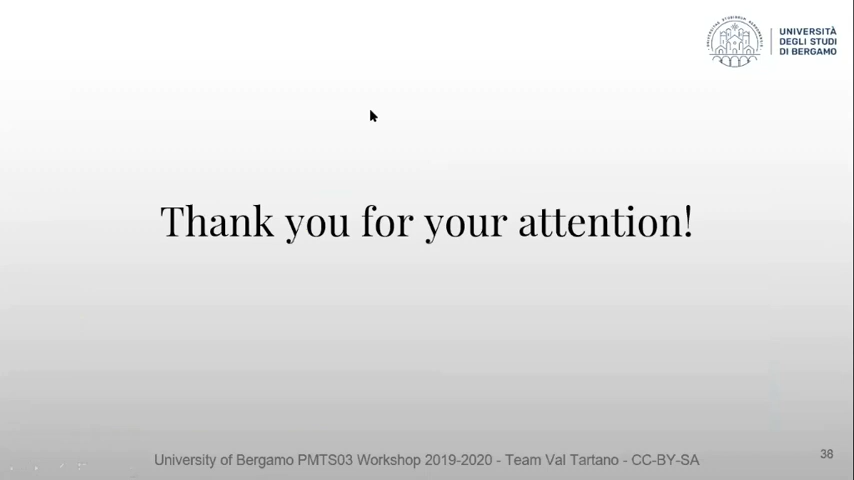 UNIVERSITÀ
DEGLI STUDI
DI BERGAMO
Thank you for your attention!
University of Bergamo PMTS03 Workshop 2019-2020 - Team Val Tartano - CC-BY-SA
38